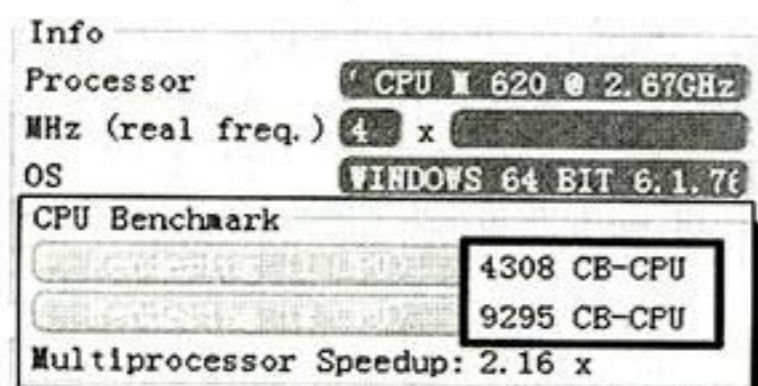 Info
Processor ' CPU M 620 @ 2.67GHz
MHz (real freq.) 4 x
OS WINDOWS 64 BIT 6.1.76
CPU Benchmark
4308 CB-CPU
9295 CB-CPU
Multiprocessor Speedup: 2.16 x